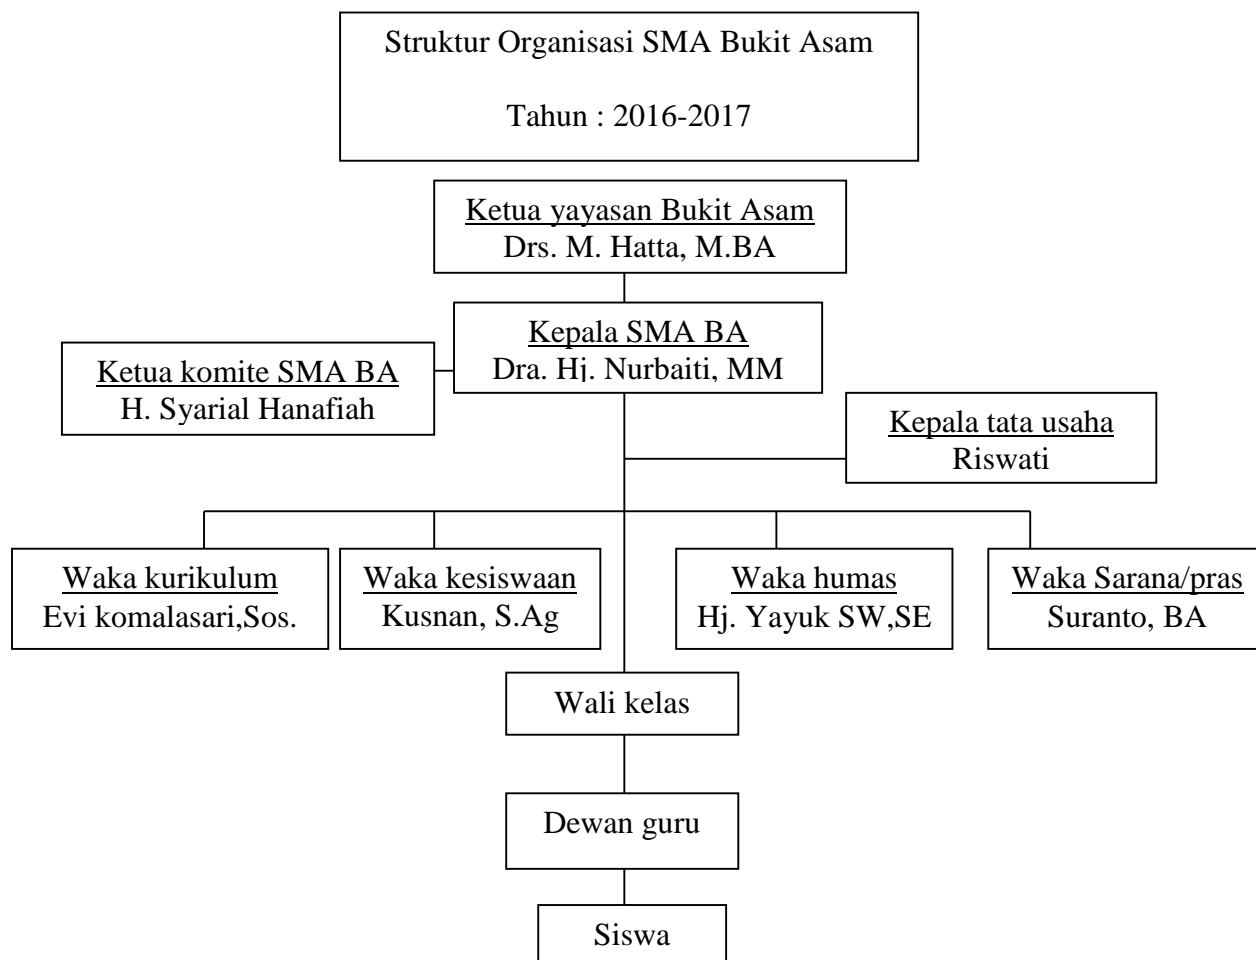 Struktur Organisasi SMA Bukit Asam
Tahun : 2016-2017
Ketua yayasan Bukit Asam
Drs. M. Hatta, M.BA
Kepala SMA BA
Dra. Hj. Nurbaiti, MM
Ketua komite SMA BA
H. Syarial Hanafiah
Kepala tata usaha
Riswati
Waka kurikulum
Evi komalasari,Sos.
Waka kesiswaan
Kusnan, S.Ag
Waka humas
Hj. Yayuk SW,SE
Waka Sarana/pras
Suranto, BA
Wali kelas
Dewan guru
Siswa